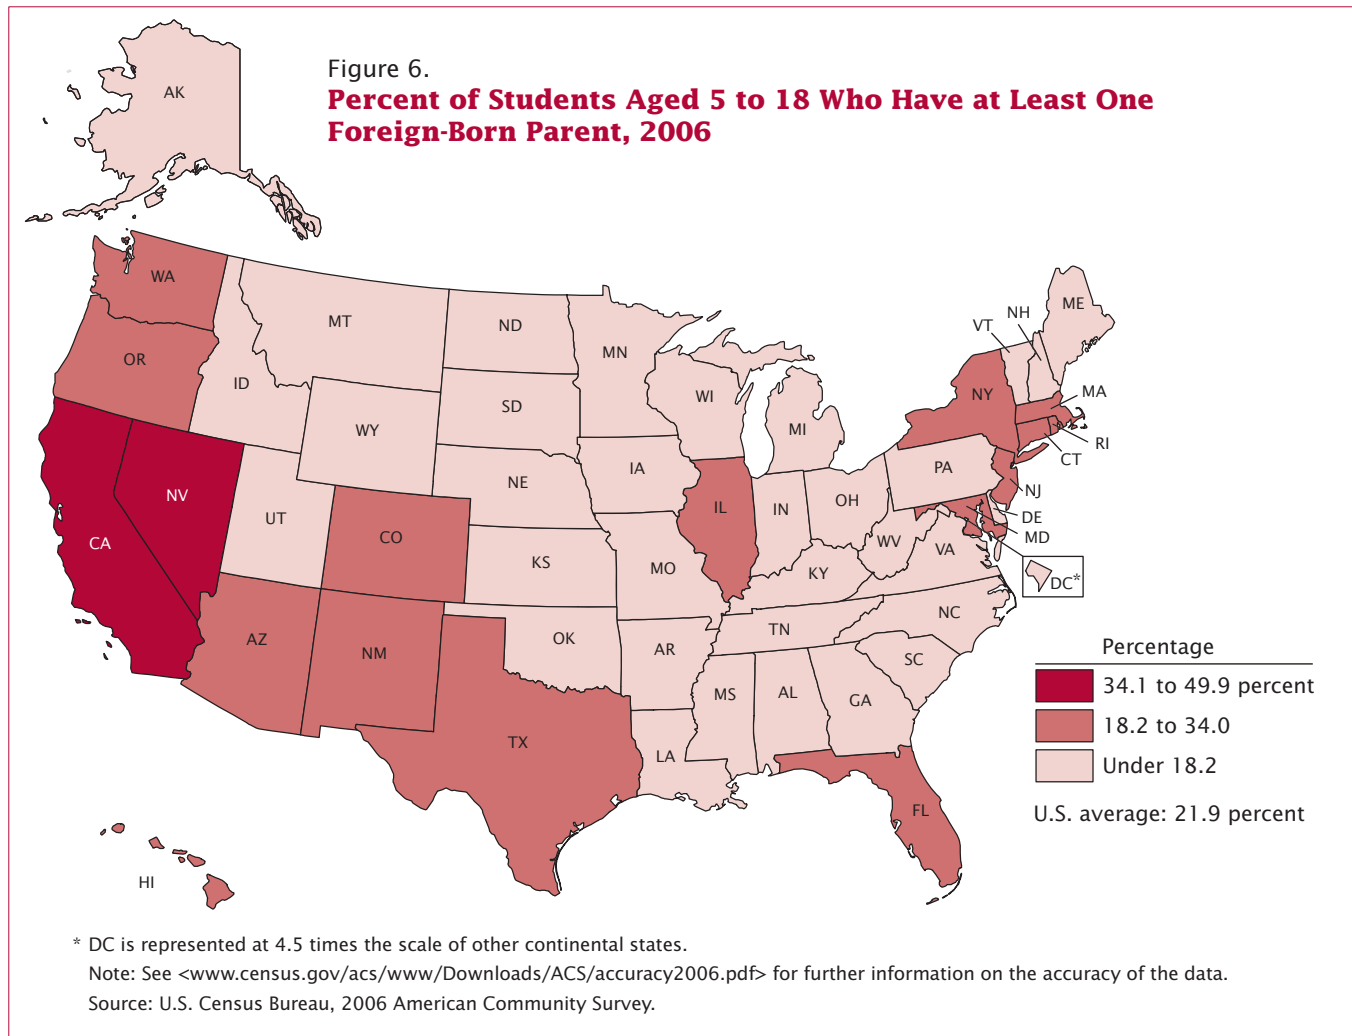 Figure 6.
Percent of Students Aged 5 to 18 Who Have at Least One
Foreign-Born Parent, 2006
AK
WA
OR
CA
NV
ID
MT
WY
UT
AZ
CO
NM
ND
SD
NE
KS
OK
TX
MN
IA
MO
AR
LA
WI
IL
MI
IN
OH
KY
TN
MS
AL
GA
FL
SC
NC
VA
WV
PA
NY
VT
NH
ME
MA
RI
CT
NJ
DE
MD
DC*
HI
Percentage
34.1 to 49.9 percent
18.2 to 34.0
Under 18.2
U.S. average: 21.9 percent
* DC is represented at 4.5 times the scale of other continental states.
Note: See <www.census.gov/acs/www/Downloads/ACS/accuracy2006.pdf> for further information on the accuracy of the data.
Source: U.S. Census Bureau, 2006 American Community Survey.